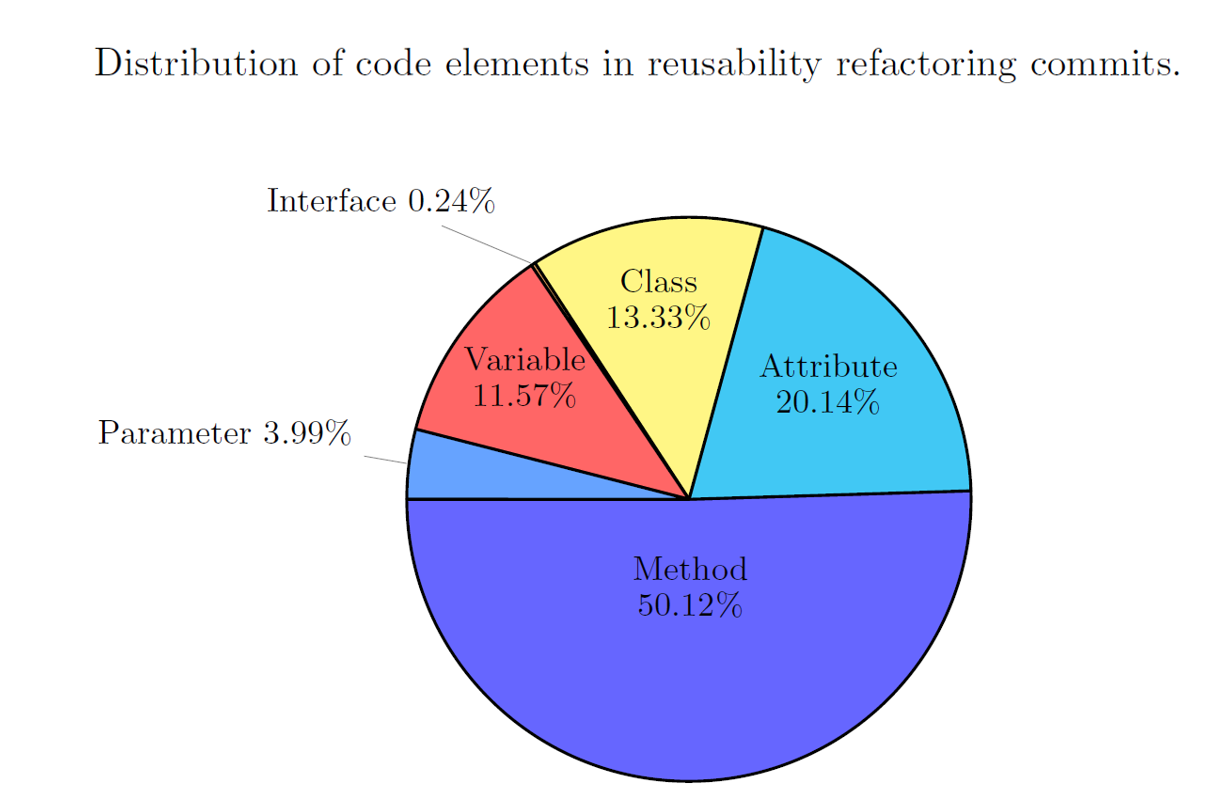 Distribution of code elements in reusability refactoring commits.
Interface 0.24%
Class
13.33%
Variable
11.57%
Attribute
20.14%
Parameter 3.99%
Method
50.12%